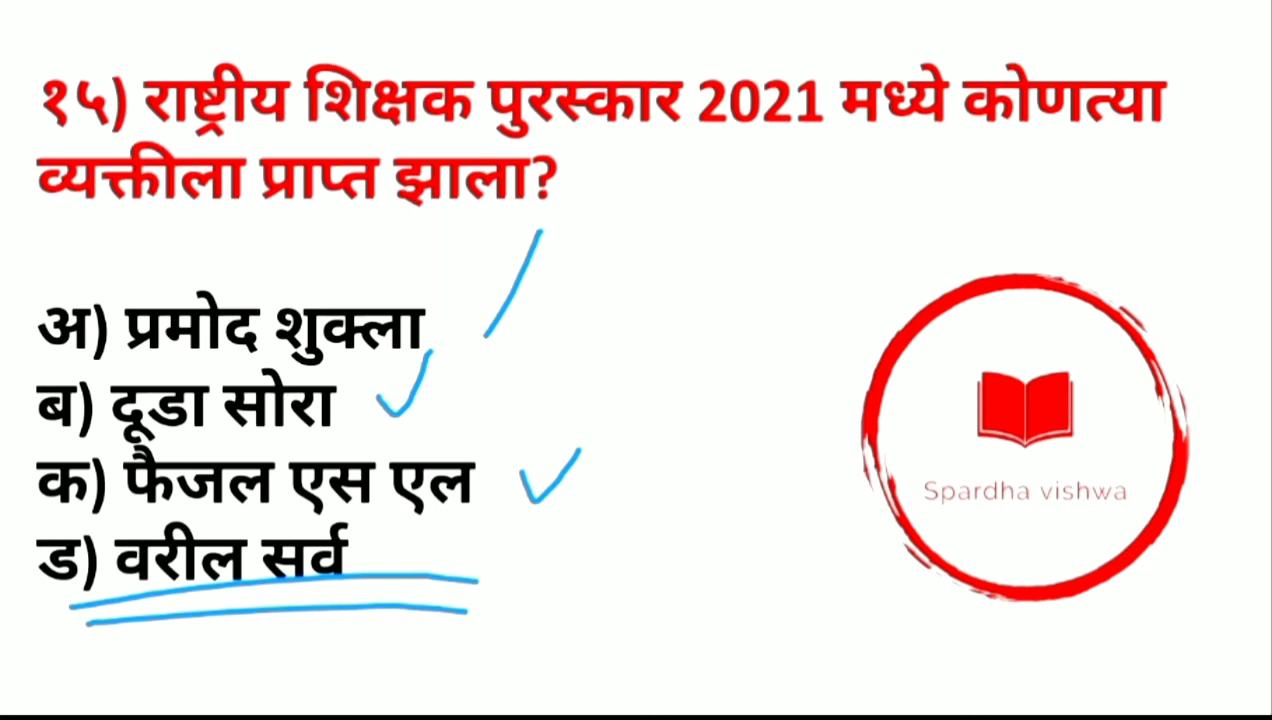 १५) राष्ट्रीय शिक्षक पुरस्कार 2021 मध्ये कोणत्या
व्यक्तीला प्राप्त झाला?
अ) प्रमोद शुक्ला
ब) दूडा सोरा
क) फैजल एस एल
ड) वरील सर्व
Spardha vishwa